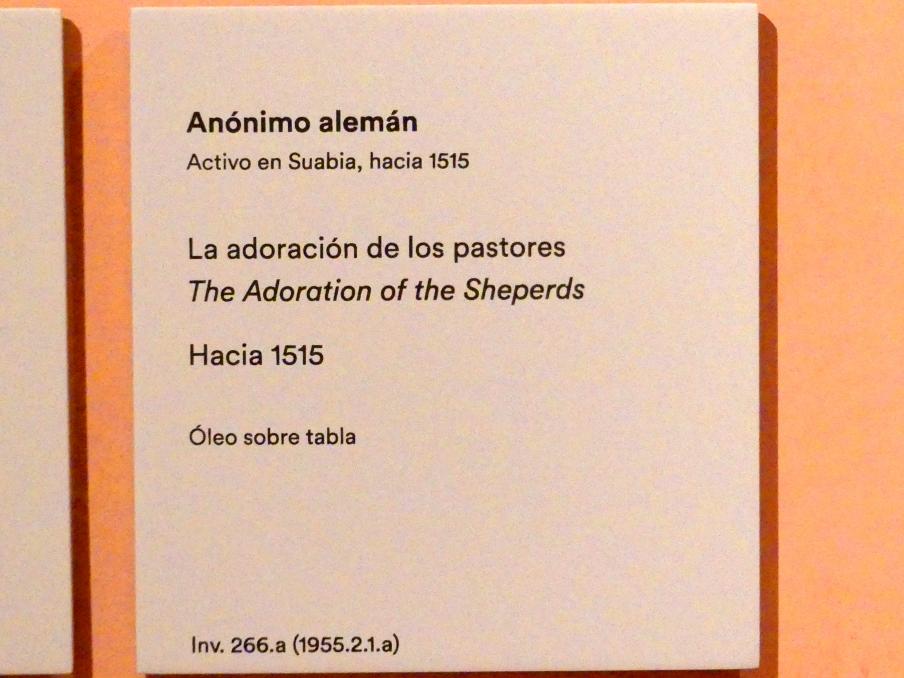 Anónimo alemán
Activo en Suabia, hacia 1515
La adoración de los pastores
The Adoration of the Sheperds
Hacia 1515
Óleo sobre tabla
Inv. 266.a (1955.2.1.a)